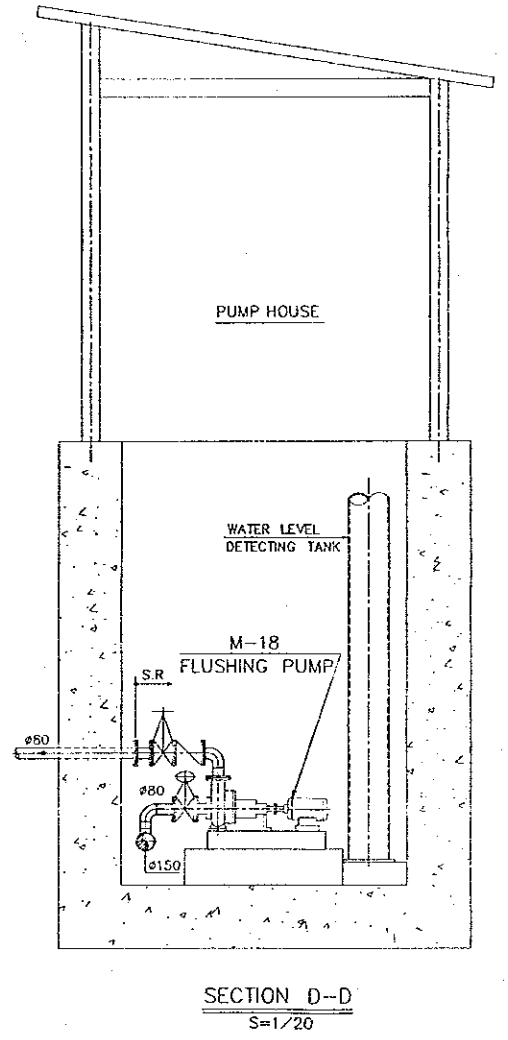 PUMP HOUSE
WATER LEVEL
DETECTING TANK
M-18
FLUSHING PUMP
S.R
ø80
ø80
ø150
SECTION D--D
S=1/20